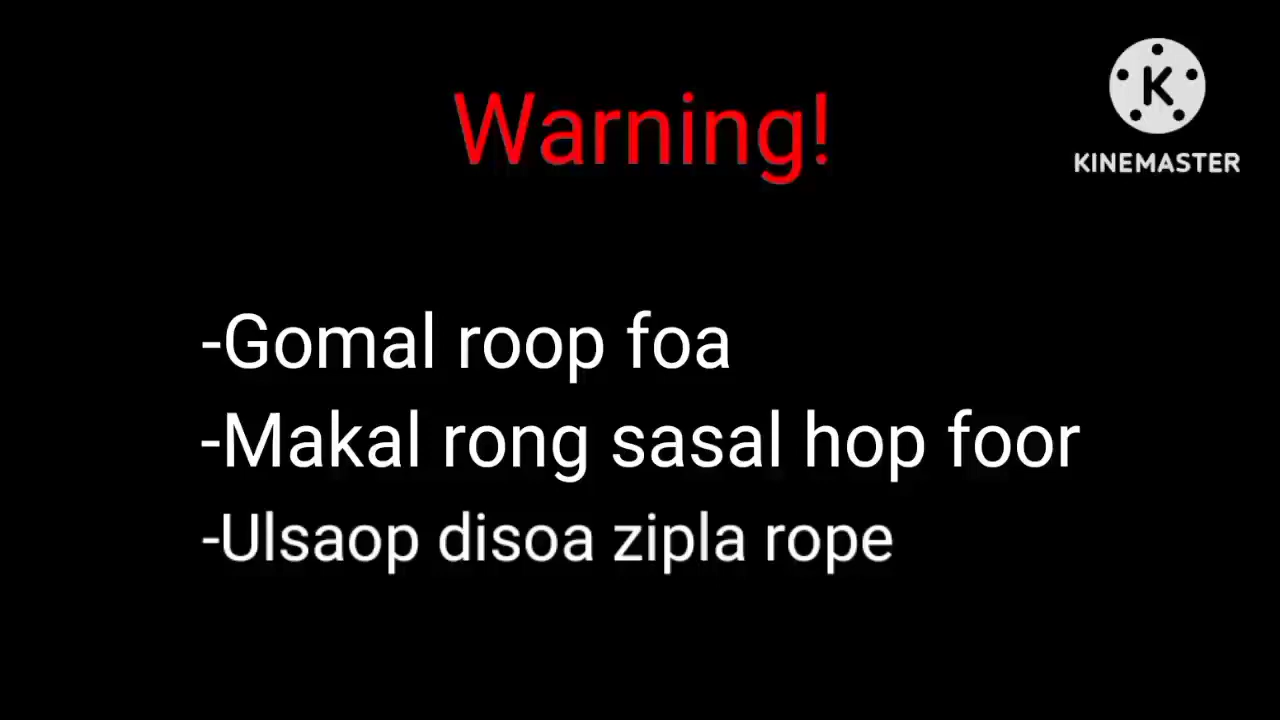 Warning!
K
KINEMASTER
-Gomal roop foa
-Makal rong sasal hop foor
-Ulsaop disoa zipla rope